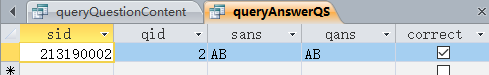 queryQuestionContent queryAnswerQS
sid qid sans qans correct
213190002 2 AB AB